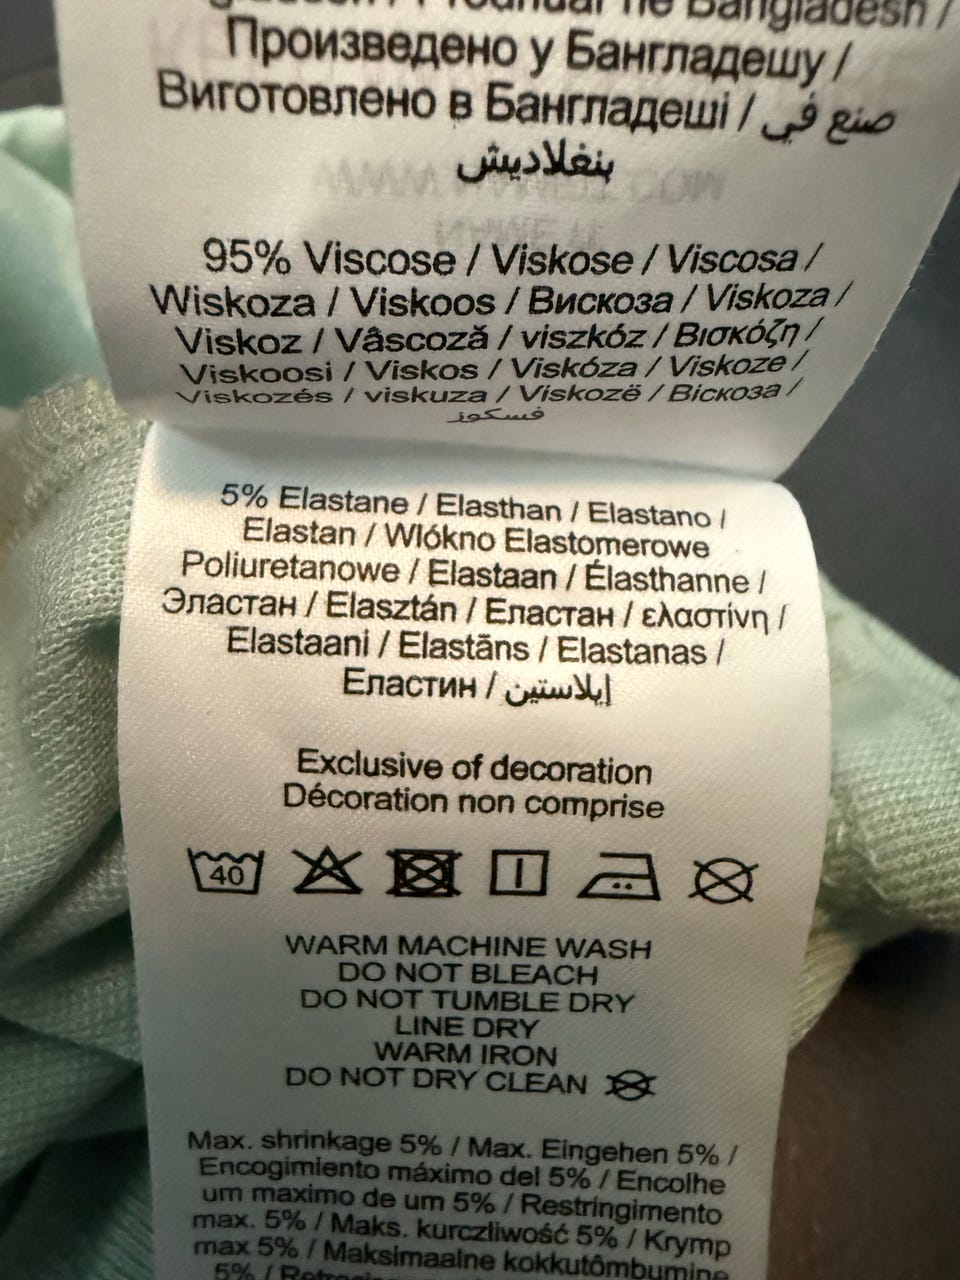 Произведено у Бангладешу /
Виготовлено в Бангладеші / صنع في
بنغلاديش
95% Viscose / Viskose / Viscosa /
Wiskoza / Viskoos / Вискоза / Viskoza /
Viskoz / Vâscoză / viszkóz / Βισκόζη /
Viskoosi / Viskos / Viskóza / Viskoze /
Viskozės / viskuza / Viskozë / Віскоза /
فسكوز
5% Elastane / Elasthan / Elastano /
Elastan / Wlókno Elastomerowe
Poliuretanowe / Elastaan / Élasthanne /
Эластан / Elasztán / Еластан / ελαστίνη /
Elastaani / Elastāns / Elastanas /
Еластин / إيلاستين
Exclusive of decoration
Décoration non comprise
40
WARM MACHINE WASH
DO NOT BLEACH
DO NOT TUMBLE DRY
LINE DRY
WARM IRON
DO NOT DRY CLEAN
Max. shrinkage 5% / Max. Eingehen 5% /
Encogimiento máximo del 5% / Encolhe
um maximo de um 5% / Restringimento
max. 5% / Maks. kurczliwość 5% / Krymp
max 5% / Maksimaalne kokkutõmbumine
5% /